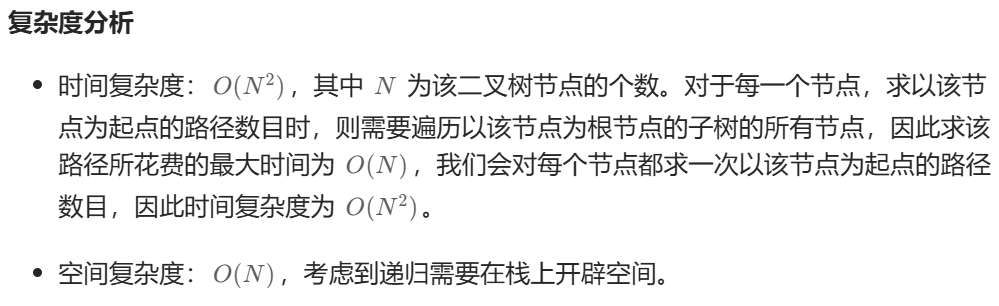 复杂度分析
• 时间复杂度：O(N²)，其中 N 为该二叉树节点的个数。对于每一个节点，求以该节
点为起点的路径数目时，则需要遍历以该节点为根节点的子树的所有节点，因此求该
路径所花费的最大时间为 O(N)，我们会对每个节点都求一次以该节点为起点的路径
数目，因此时间复杂度为 O(N²)。
• 空间复杂度：O(N)，考虑到递归需要在栈上开辟空间。